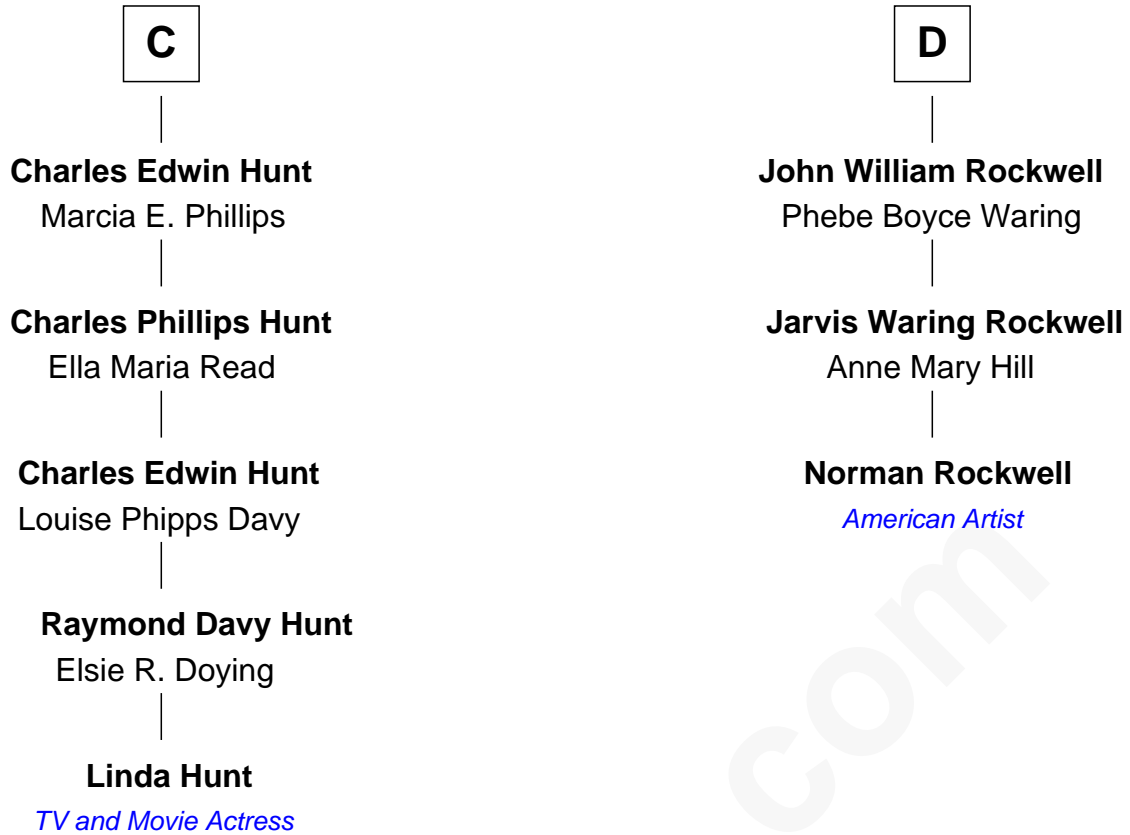 C
Charles Edwin Hunt
Marcia E. Phillips
Charles Phillips Hunt
Ella Maria Read
Charles Edwin Hunt
Louise Phipps Davy
Raymond Davy Hunt
Elsie R. Doying
Linda Hunt
TV and Movie Actress
D
John William Rockwell
Phebe Boyce Waring
Jarvis Waring Rockwell
Anne Mary Hill
Norman Rockwell
American Artist
com